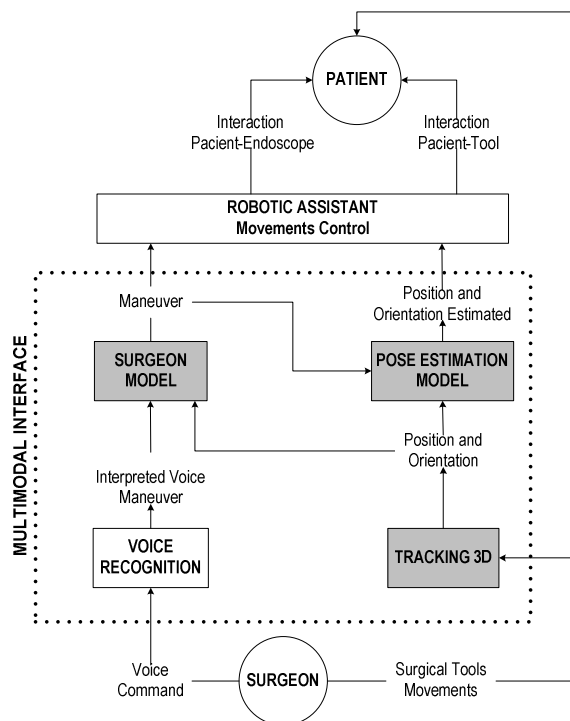 PATIENT
Interaction
Pacient-Endoscope
Interaction
Pacient-Tool
ROBOTIC ASSISTANT
Movements Control
MULTIMODAL INTERFACE
Maneuver
Position and
Orientation Estimated
SURGEON
MODEL
POSE ESTIMATION
MODEL
Position and
Orientation
Interpreted Voice
Maneuver
VOICE
RECOGNITION
TRACKING 3D
Voice
Command
SURGEON
Surgical Tools
Movements